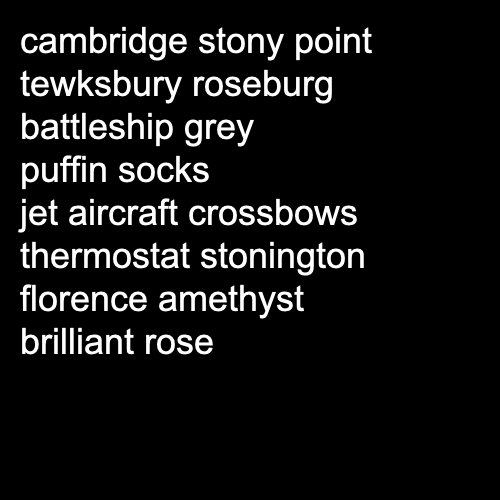 cambridge stony point
tewksbury roseburg
battleship grey
puffin socks
jet aircraft crossbows
thermostat stonington
florence amethyst
brilliant rose